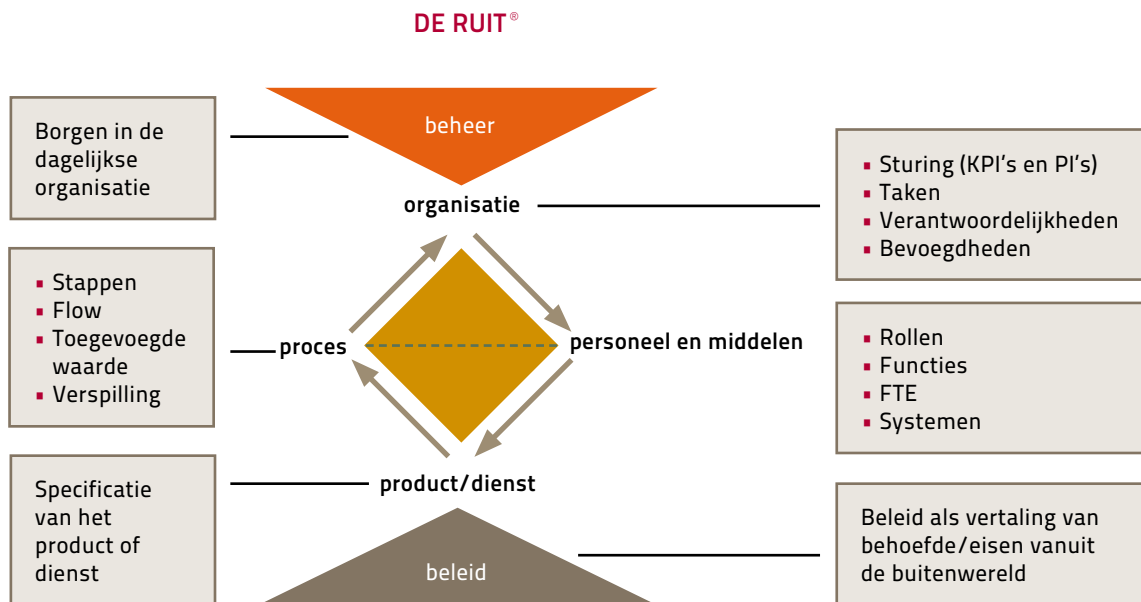 DE RUIT®
beheer
Borgen in de
dagelijkse
organisatie
organisatie
▪ Sturing (KPI's en PI's)
▪ Taken
▪ Verantwoordelijkheden
▪ Bevoegdheden
▪ Stappen
▪ Flow
▪ Toegevoegde
waarde
▪ Verspilling
proces
personeel en middelen
▪ Rollen
▪ Functies
▪ FTE
▪ Systemen
product/dienst
Specificatie
van het
product of
dienst
beleid
Beleid als vertaling van
behoefde/eisen vanuit
de buitenwereld